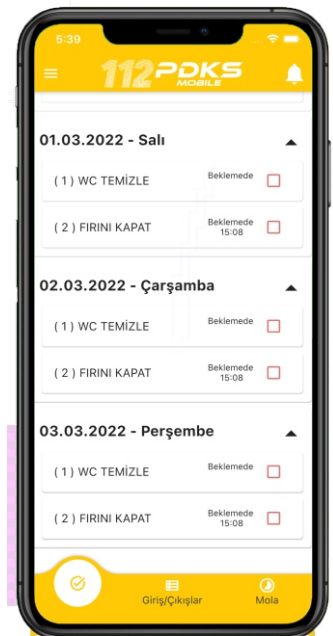 5:39
112 PDKS
MOBILE
01.03.2022 - Salı
( 1 ) WC TEMİZLE
Beklemede
( 2 ) FIRINI KAPAT
Beklemede
15:08
02.03.2022 - Çarşamba
( 1 ) WC TEMİZLE
Beklemede
( 2 ) FIRINI KAPAT
Beklemede
15:08
03.03.2022 - Perşembe
( 1 ) WC TEMİZLE
Beklemede
( 2 ) FIRINI KAPAT
Beklemede
15:08
Giriş/Çıkışlar
Mola